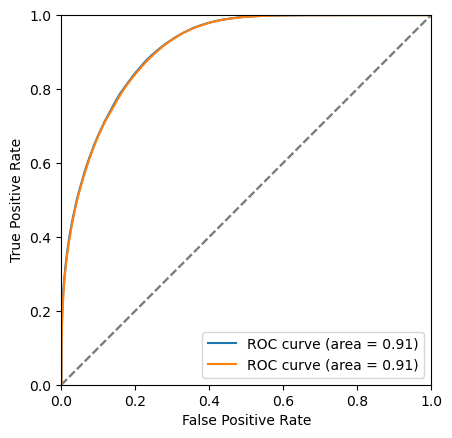 1.0
0.8
0.6
0.4
0.2
0.0
True Positive Rate
ROC curve (area = 0.91)
ROC curve (area = 0.91)
0.0 0.2 0.4 0.6 0.8 1.0
False Positive Rate